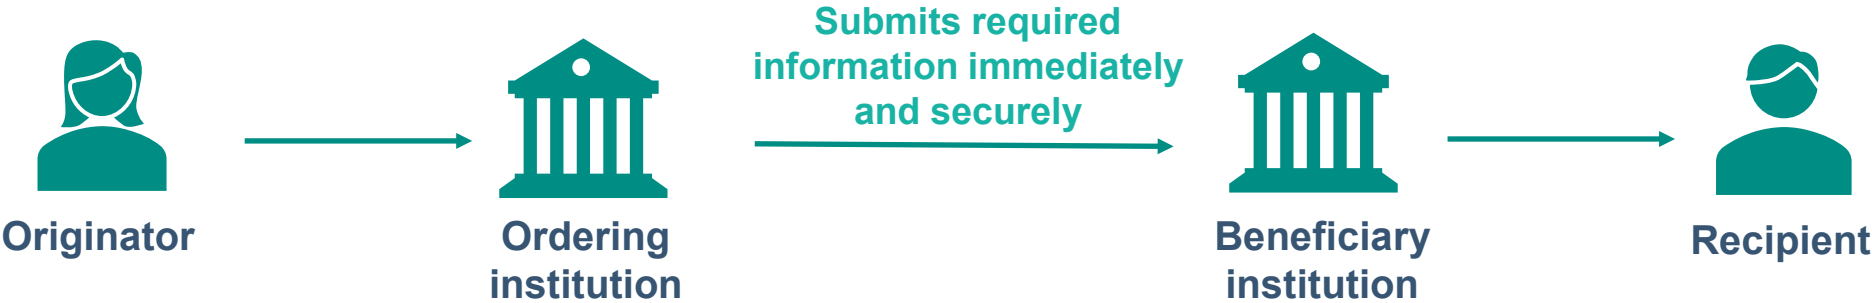 Submits required
information immediately
and securely
Originator
Ordering
institution
Beneficiary
institution
Recipient